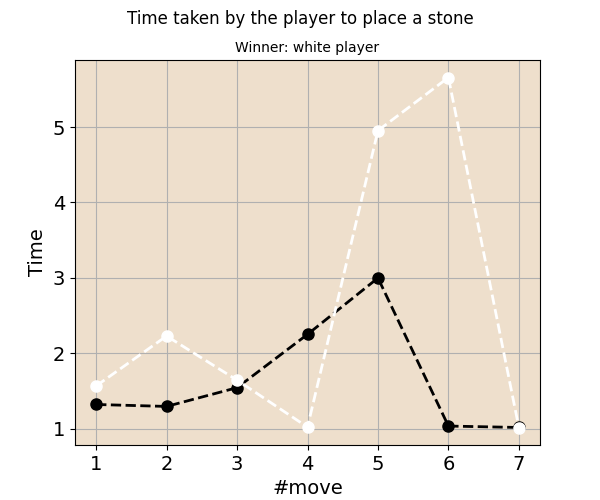 Time taken by the player to place a stone
Winner: white player
Time
5
4
3
2
1
1 2 3 4 5 6 7
#move